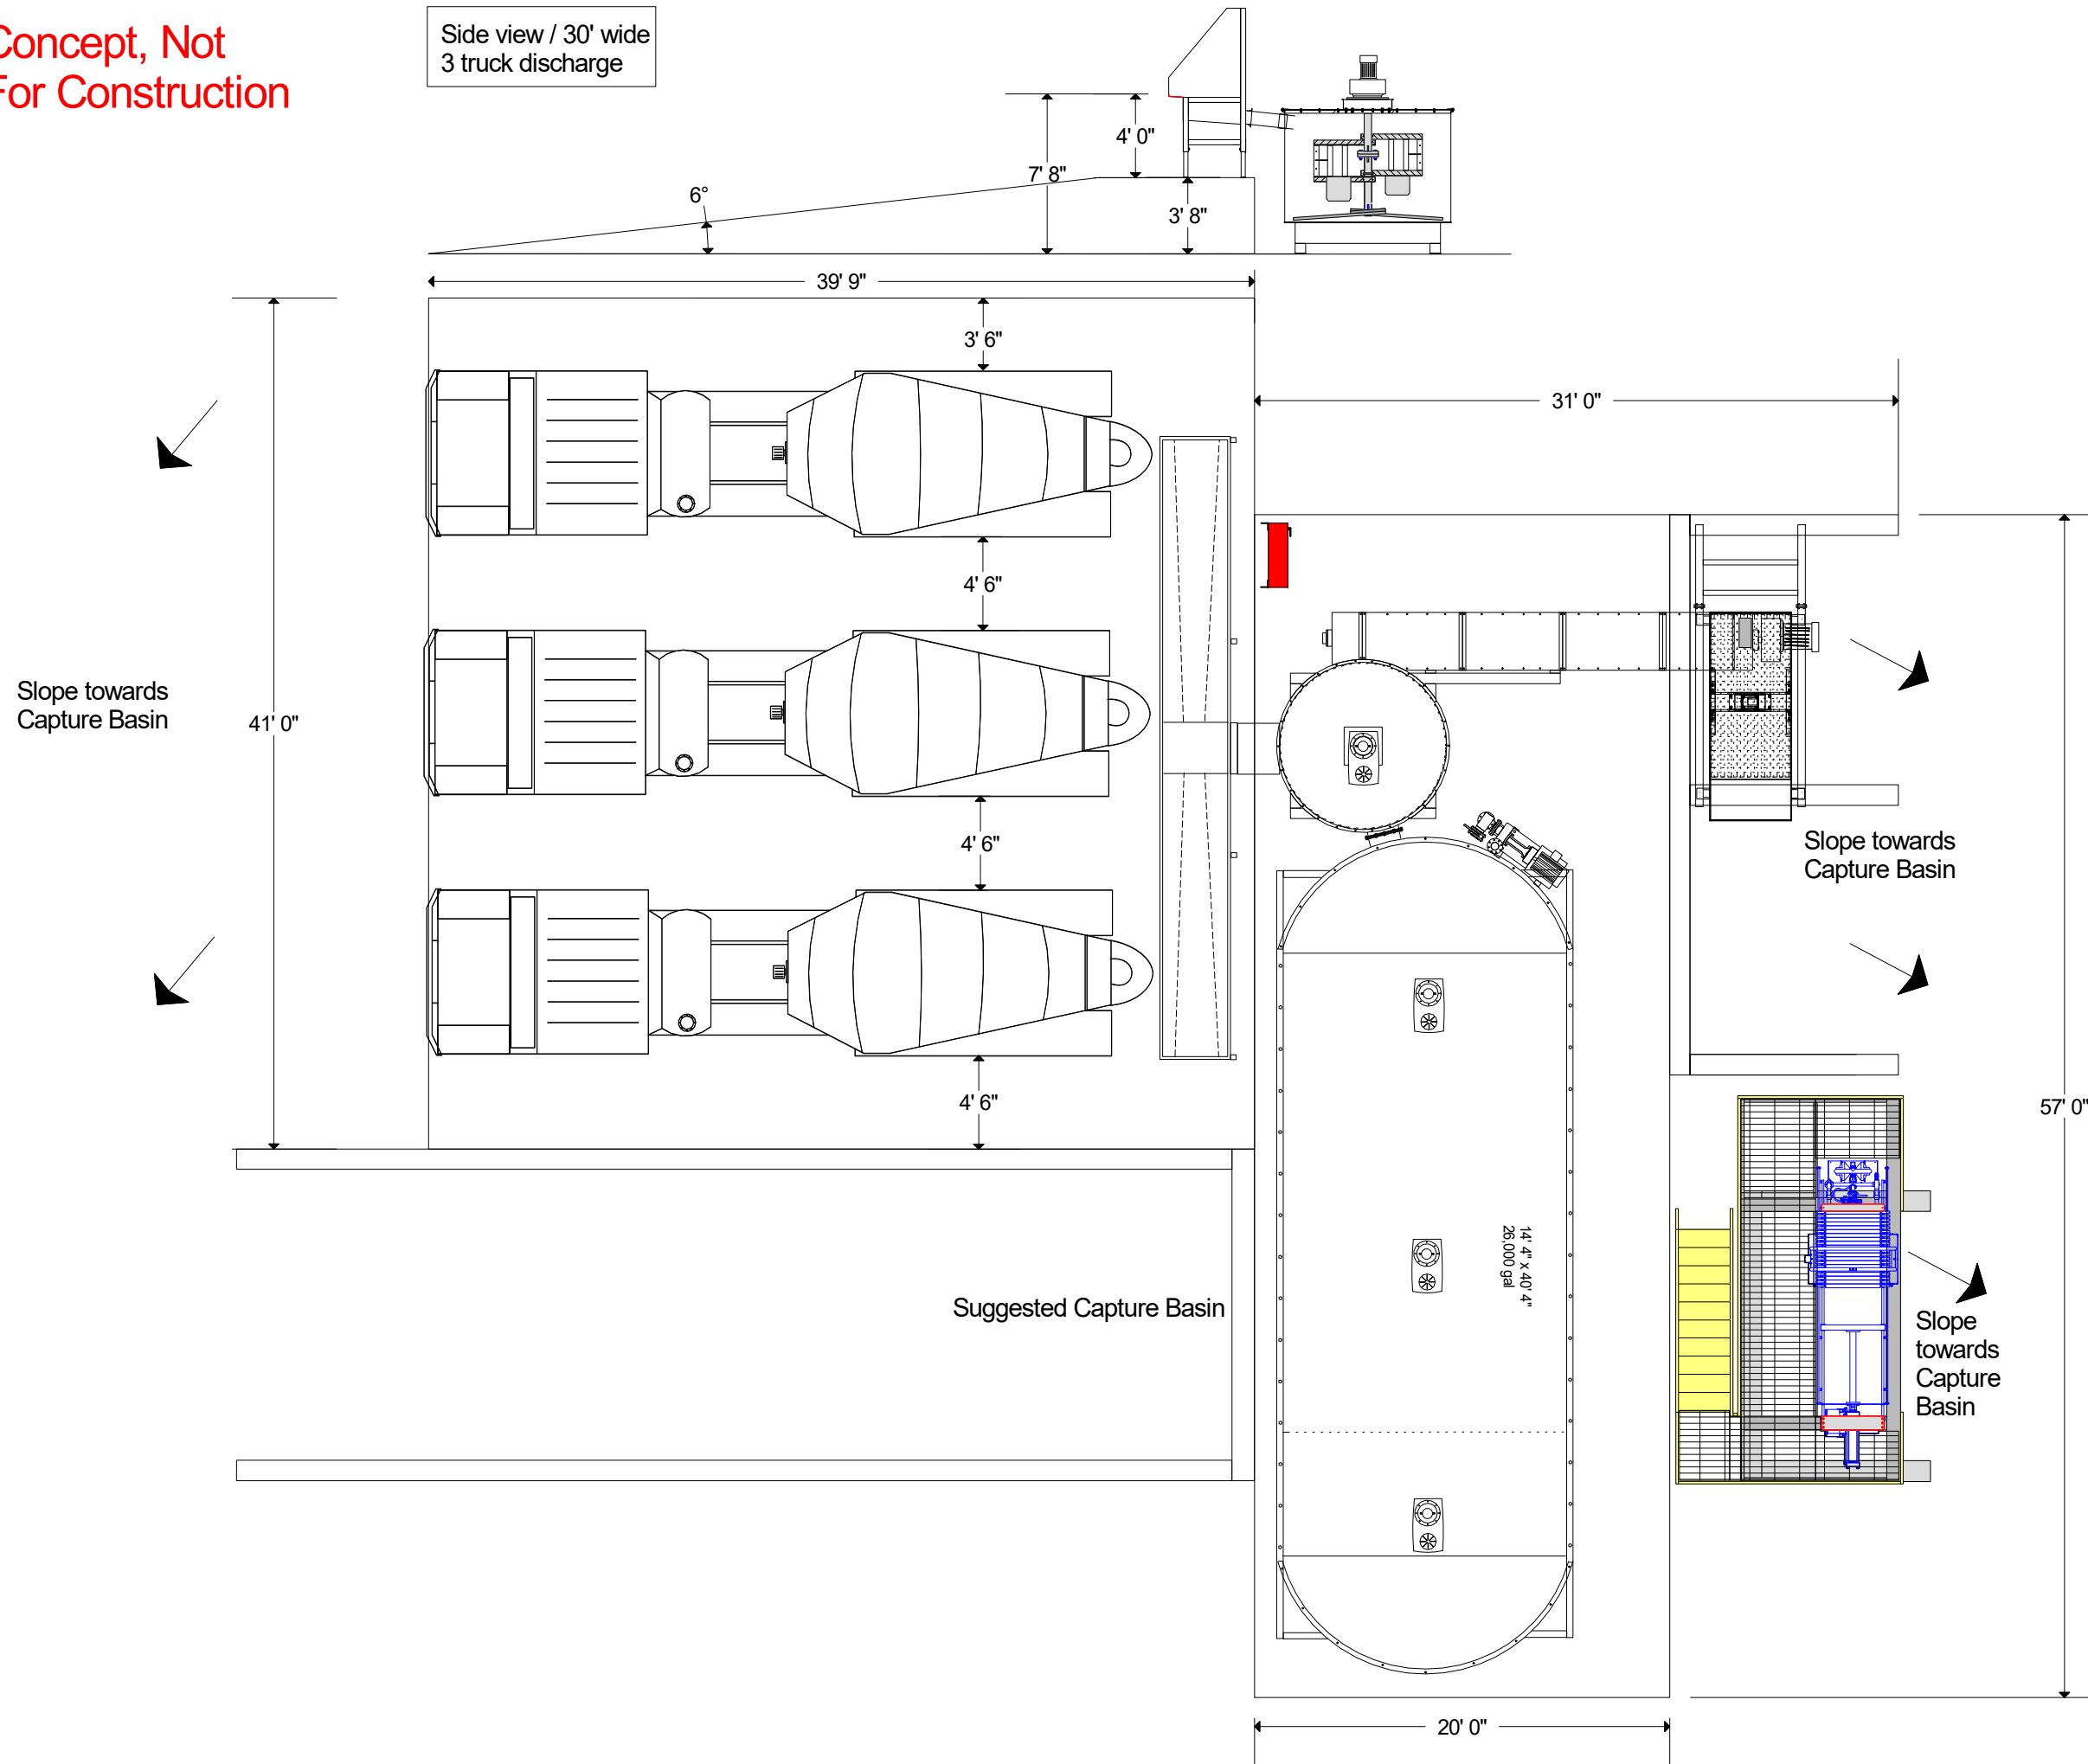 Concept, Not
For Construction
Side view / 30' wide
3 truck discharge
4' 0"
7' 8"
6°
3' 8"
39' 9"
3' 6"
31' 0"
4' 6"
Slope towards
Capture Basin
41' 0"
4' 6"
Slope towards
Capture Basin
4' 6"
57' 0"
14' 4" x 40' 4"
26,000 gal
Suggested Capture Basin
Slope
towards
Capture
Basin
20' 0"